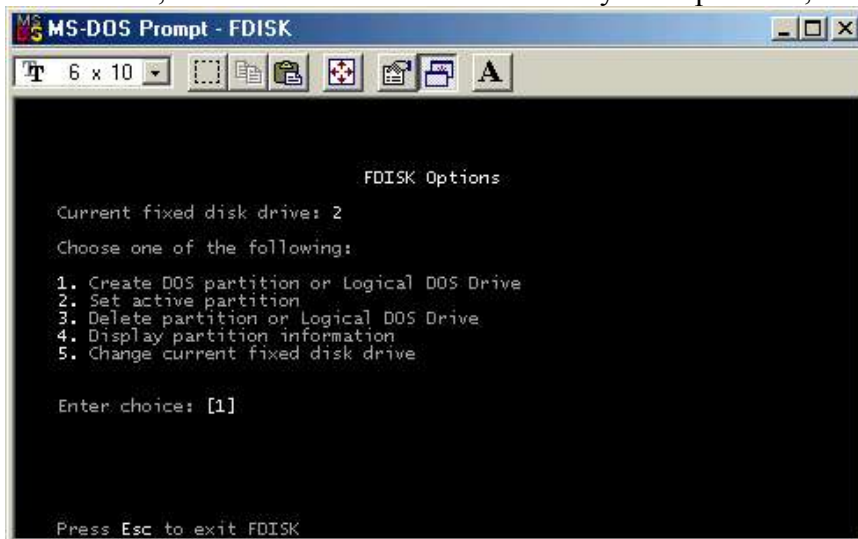 MS-DOS Prompt - FDISK
6 x 10
A
FDISK Options
Current fixed disk drive: 2
Choose one of the following:
1. Create DOS partition or Logical DOS Drive
2. Set active partition
3. Delete partition or Logical DOS Drive
4. Display partition information
5. Change current fixed disk drive
Enter choice: [1]
Press Esc to exit FDISK